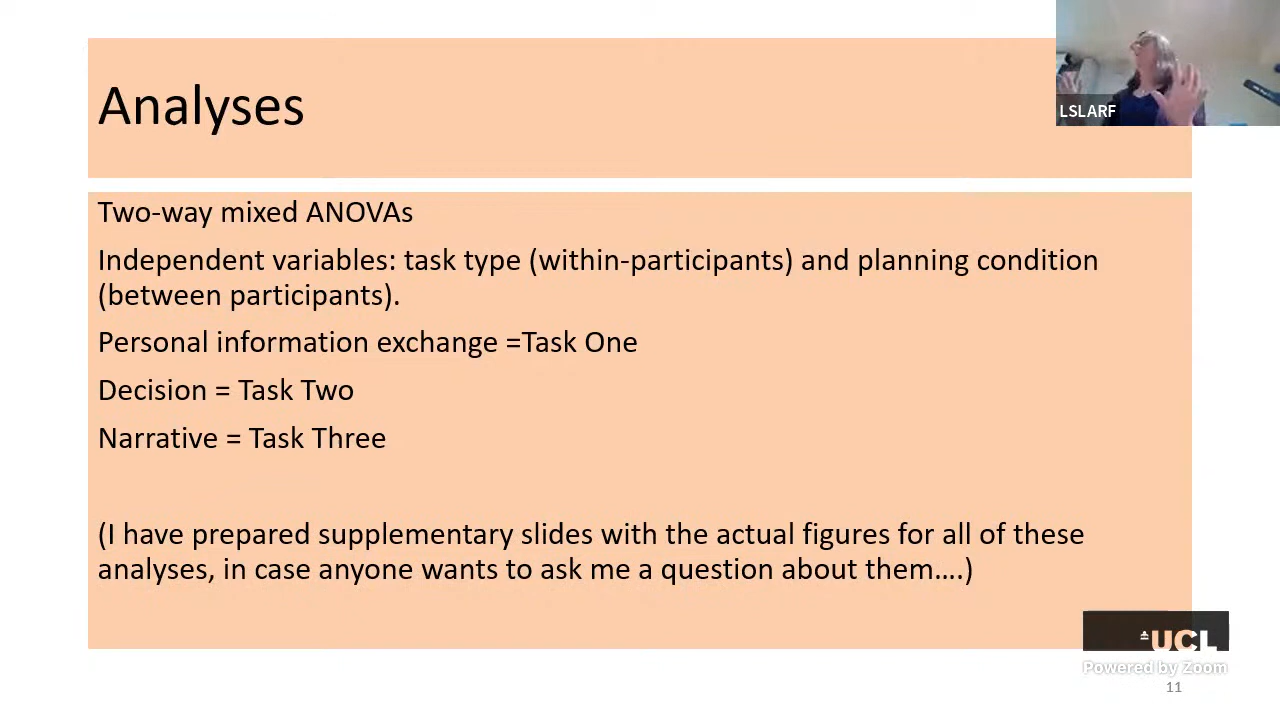 Analyses
LSLARF
Two-way mixed ANOVAs
Independent variables: task type (within-participants) and planning condition
(between participants).
Personal information exchange =Task One
Decision = Task Two
Narrative = Task Three
(I have prepared supplementary slides with the actual figures for all of these
analyses, in case anyone wants to ask me a question about them….)
UCL
Powered by Zoom
11